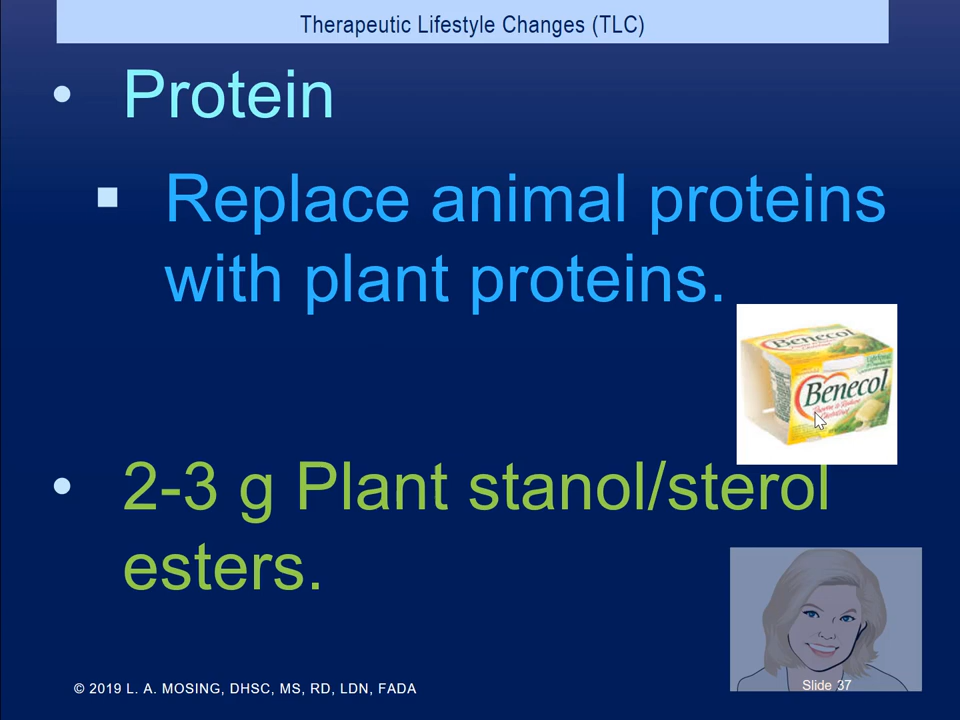 Therapeutic Lifestyle Changes (TLC)
• Protein
▪ Replace animal proteins
with plant proteins.
Benecol
Benecol
• 2-3 g Plant stanol/sterol
esters.
© 2019 L. A. MOSING, DHSC, MS, RD, LDN, FADA
Slide 37